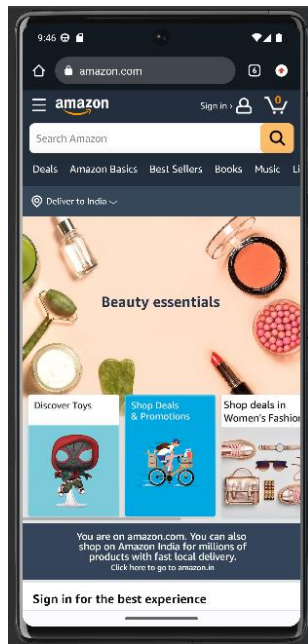 9:46
amazon.com
6
amazon
Sign in ›
0
Search Amazon
Deals Amazon Basics Best Sellers Books Music Li
Deliver to India
Beauty essentials
Discover Toys
Shop Deals
& Promotions
Shop deals in
Women's Fashion
You are on amazon.com. You can also
shop on Amazon India for millions of
products with fast local delivery.
Click here to go to amazon.in
Sign in for the best experience